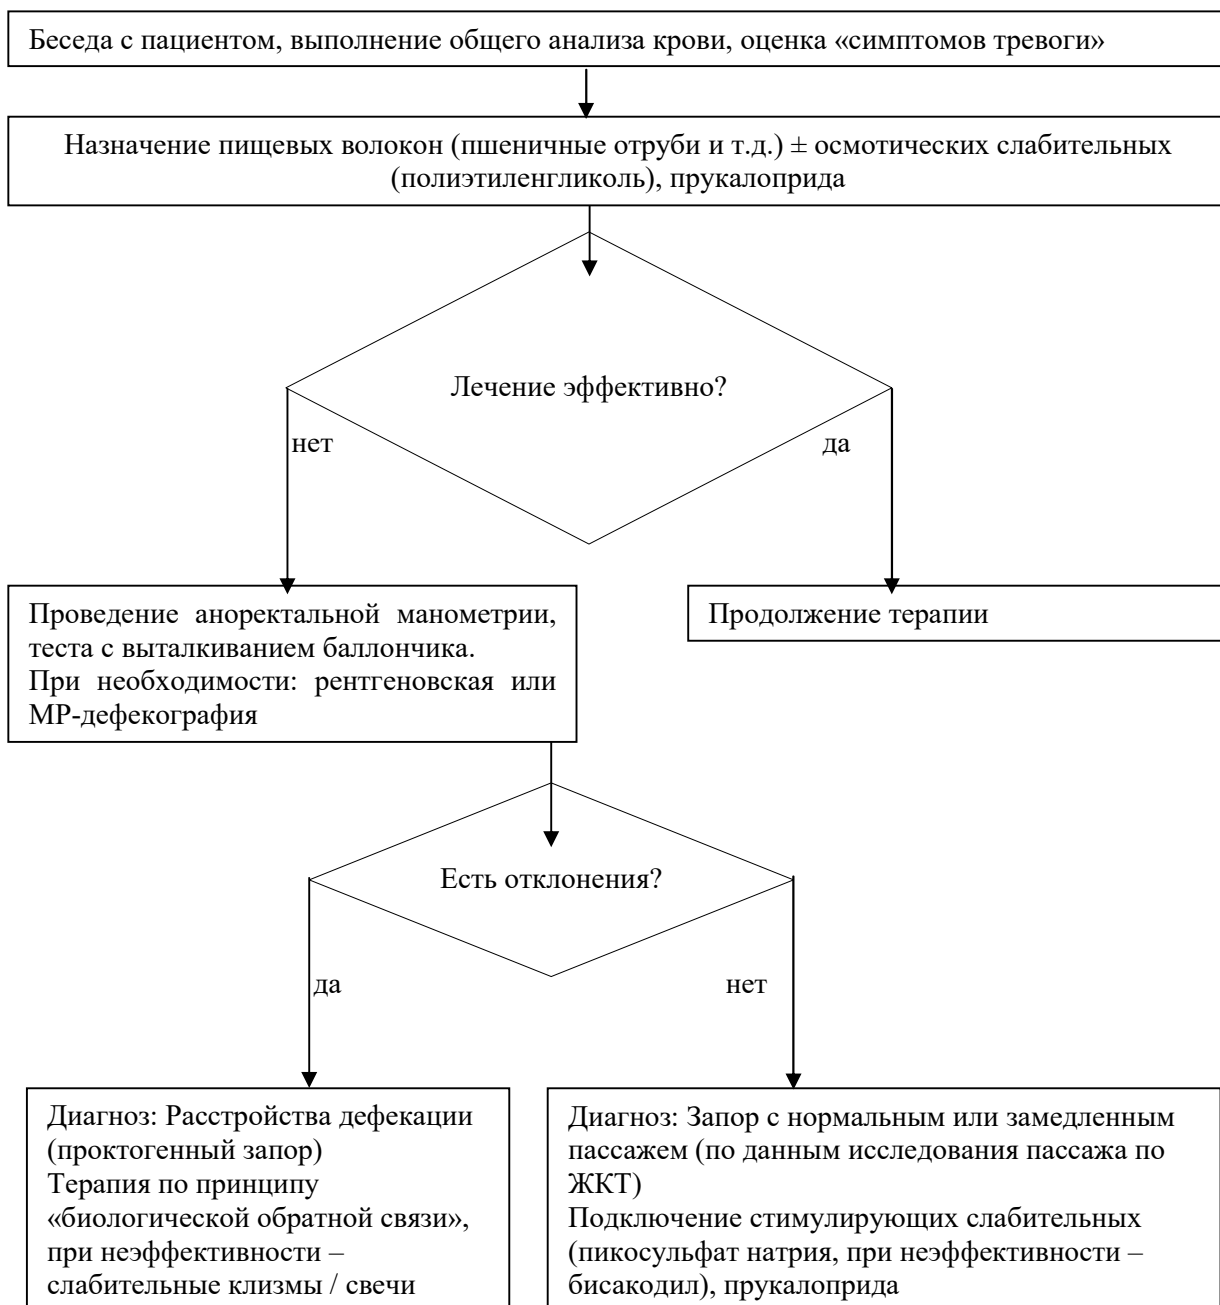 Беседа с пациентом, выполнение общего анализа крови, оценка «симптомов тревоги»
Назначение пищевых волокон (пшеничные отруби и т.д.) ± осмотических слабительных
(полиэтиленгликоль), прукалоприда
Лечение эффективно?
нет
да
Проведение аноректальной манометрии,
теста с выталкиванием баллончика.
При необходимости: рентгеновская или
МР-дефекография
Продолжение терапии
Есть отклонения?
да
нет
Диагноз: Расстройства дефекации
(проктогенный запор)
Терапия по принципу
«биологической обратной связи»,
при неэффективности –
слабительные клизмы / свечи
Диагноз: Запор с нормальным или замедленным
пассажем (по данным исследования пассажа по
ЖКТ)
Подключение стимулирующих слабительных
(пикосульфат натрия, при неэффективности –
бисакодил), прукалоприда